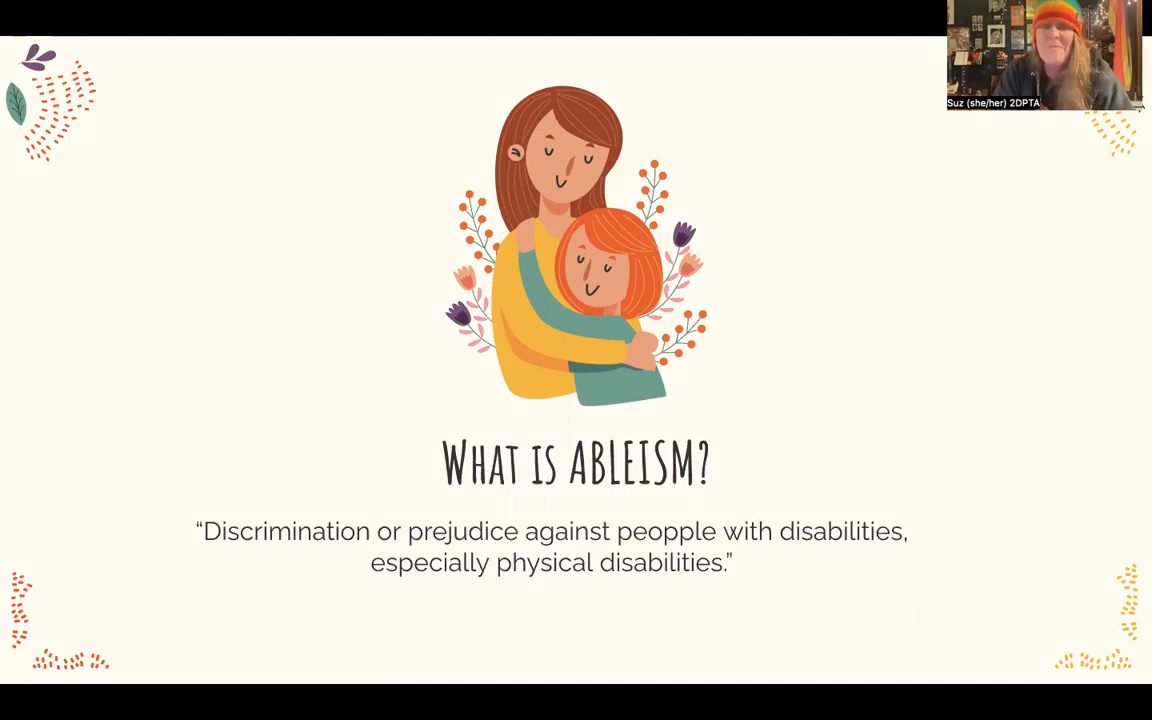 Suz (she/her) 2DPTA
What is ABLEISM?
“Discrimination or prejudice against peopple with disabilities,
especially physical disabilities.”